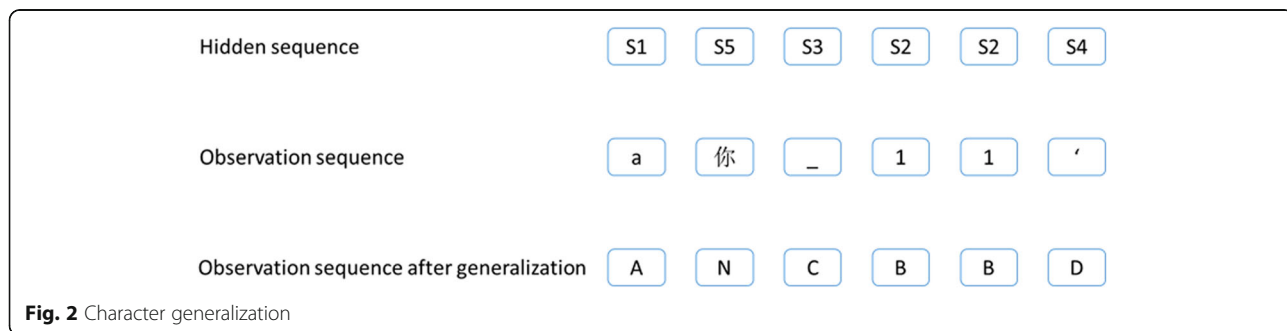 Hidden sequence S1 S5 S3 S2 S2 S4
Observation sequence a 你 _ 1 1 ‘
Observation sequence after generalization A N C B B D
Fig. 2 Character generalization